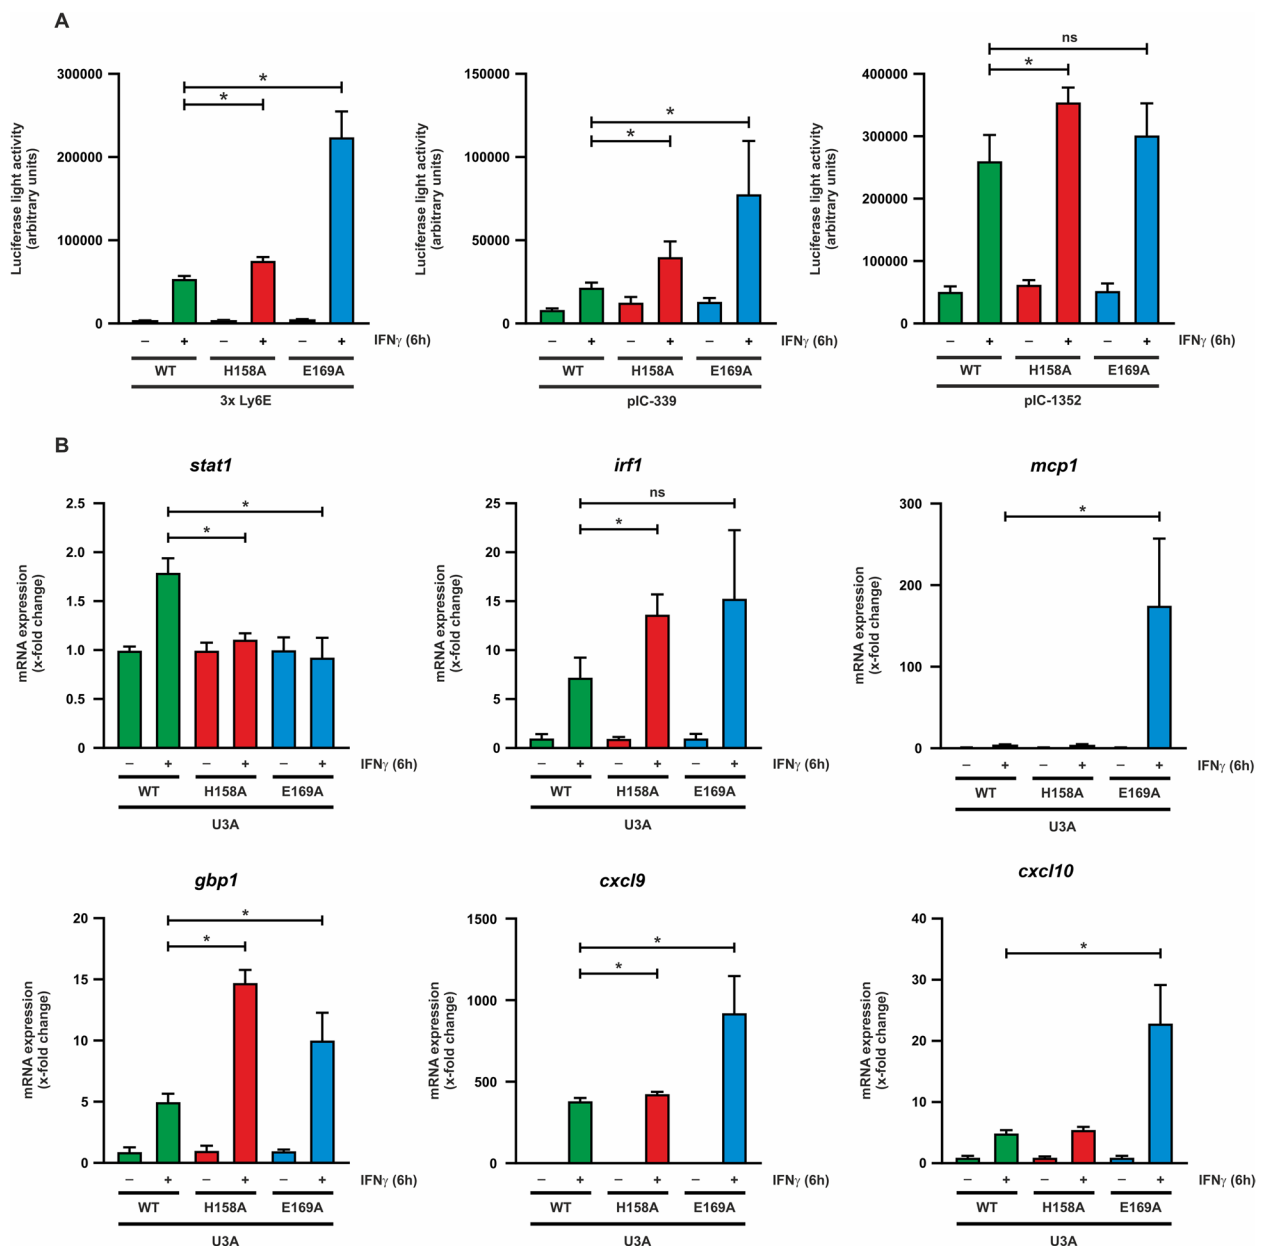 A
Luciferase light activity
(arbitrary units)
300000
200000
100000
0
*
*
– + – + – + IFNγ (6h)
WT H158A E169A
3x Ly6E
Luciferase light activity
(arbitrary units)
150000
100000
50000
0
*
*
– + – + – + IFNγ (6h)
WT H158A E169A
pIC-339
Luciferase light activity
(arbitrary units)
400000
300000
200000
100000
0
ns
*
– + – + – + IFNγ (6h)
WT H158A E169A
pIC-1352
B
stat1
mRNA expression
(x-fold change)
2.5
2.0
1.5
1.0
0.5
0
*
*
– + – + – + IFNγ (6h)
WT H158A E169A
U3A
irf1
mRNA expression
(x-fold change)
25
20
15
10
5
0
ns
*
– + – + – + IFNγ (6h)
WT H158A E169A
U3A
mcp1
mRNA expression
(x-fold change)
300
200
100
0
*
– + – + – + IFNγ (6h)
WT H158A E169A
U3A
gbp1
mRNA expression
(x-fold change)
20
15
10
5
0
*
*
– + – + – + IFNγ (6h)
WT H158A E169A
U3A
cxcl9
mRNA expression
(x-fold change)
1500
1000
500
0
*
*
– + – + – + IFNγ (6h)
WT H158A E169A
U3A
cxcl10
mRNA expression
(x-fold change)
40
30
20
10
0
*
– + – + – + IFNγ (6h)
WT H158A E169A
U3A